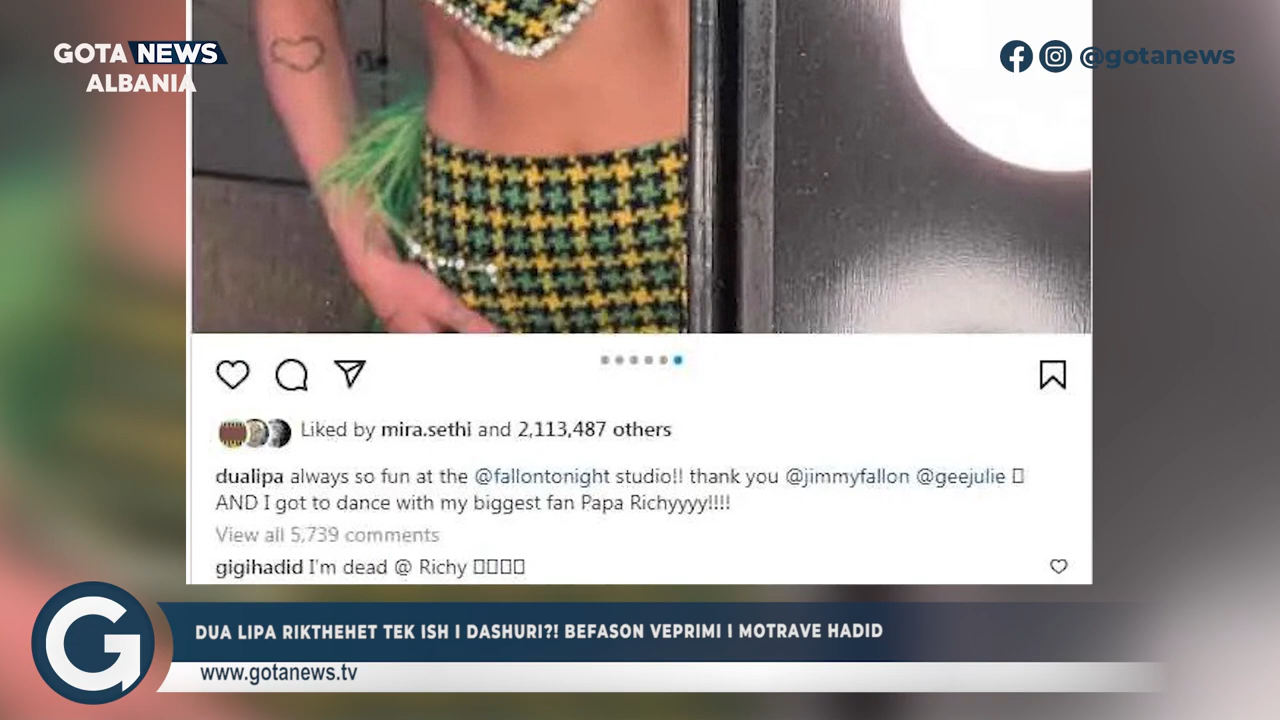 GOTA NEWS
ALBANIA
@gotanews
Liked by mira.sethi and 2,113,487 others
dualipa always so fun at the @fallontonight studio!! thank you @jimmyfallon @geejulie
AND I got to dance with my biggest fan Papa Richyyyy!!!!
View all 5,739 comments
gigihadid I'm dead @ Richy
G
DUA LIPA RIKTHEHET TEK ISH I DASHURI?! BEFASON VEPRIMI I MOTRAVE HADID
www.gotanews.tv